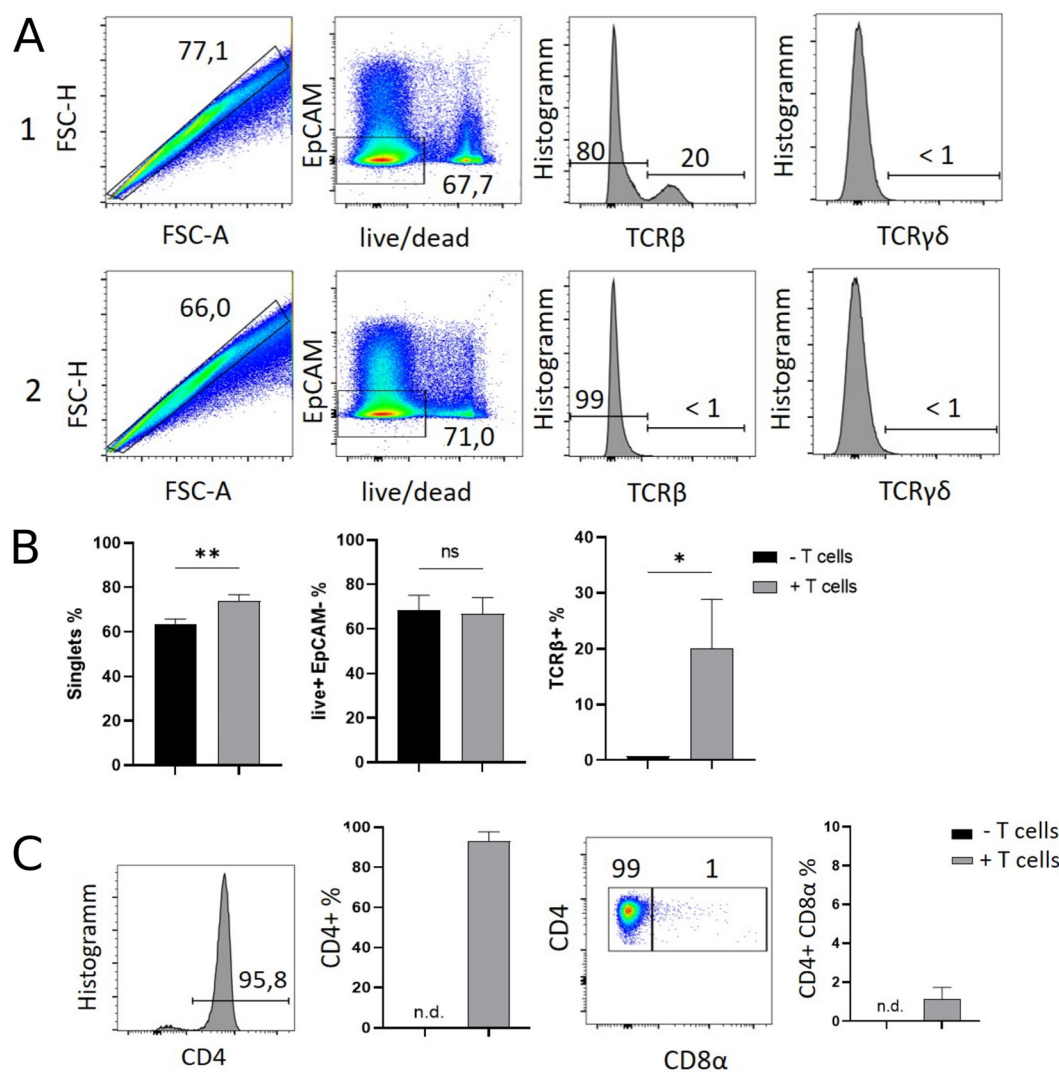 A
1
77,1
FSC-H
FSC-A
EpCAM
67,7
live/dead
Histogramm
80
20
TCRβ
Histogramm
< 1
TCRγδ
2
66,0
FSC-H
FSC-A
EpCAM
71,0
live/dead
Histogramm
99
< 1
TCRβ
Histogramm
< 1
TCRγδ
B
Singlets %
100
80
60
40
20
0
**
live+ EpCAM- %
100
80
60
40
20
0
ns
TCRβ+ %
40
30
20
10
0
*
- T cells
+ T cells
C
Histogramm
95,8
CD4
CD4+ %
100
80
60
40
20
0
n.d.
CD4
99
1
CD8α
CD4+ CD8α %
10
8
6
4
2
0
n.d.
- T cells
+ T cells